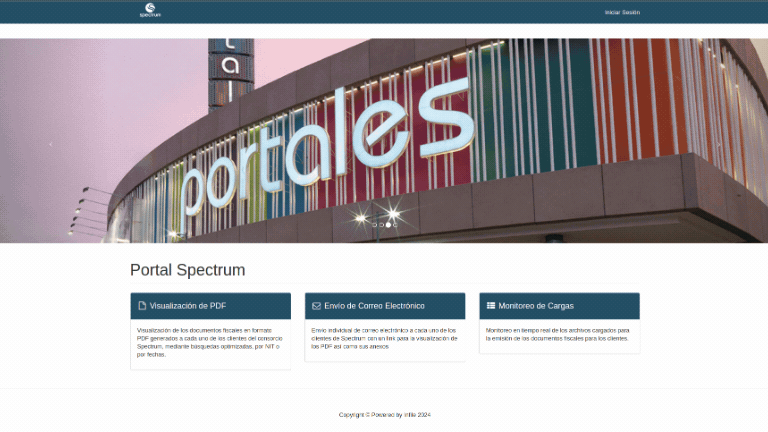 spectrum
Iniciar Sesión
tal
portales
Portal Spectrum
Visualización de PDF
Visualización de los documentos fiscales en formato
PDF generados a cada uno de los clientes del consorcio
Spectrum, mediante búsquedas optimizadas, por NIT o
por fechas.
Envío de Correo Electrónico
Envío individual de correo electrónico a cada uno de los
clientes de Spectrum con un link para la visualización de
los PDF así como sus anexos
Monitoreo de Cargas
Monitoreo en tiempo real de los archivos cargados para
la emisión de los documentos fiscales para los clientes.
Copyright © Powered by Infile 2024